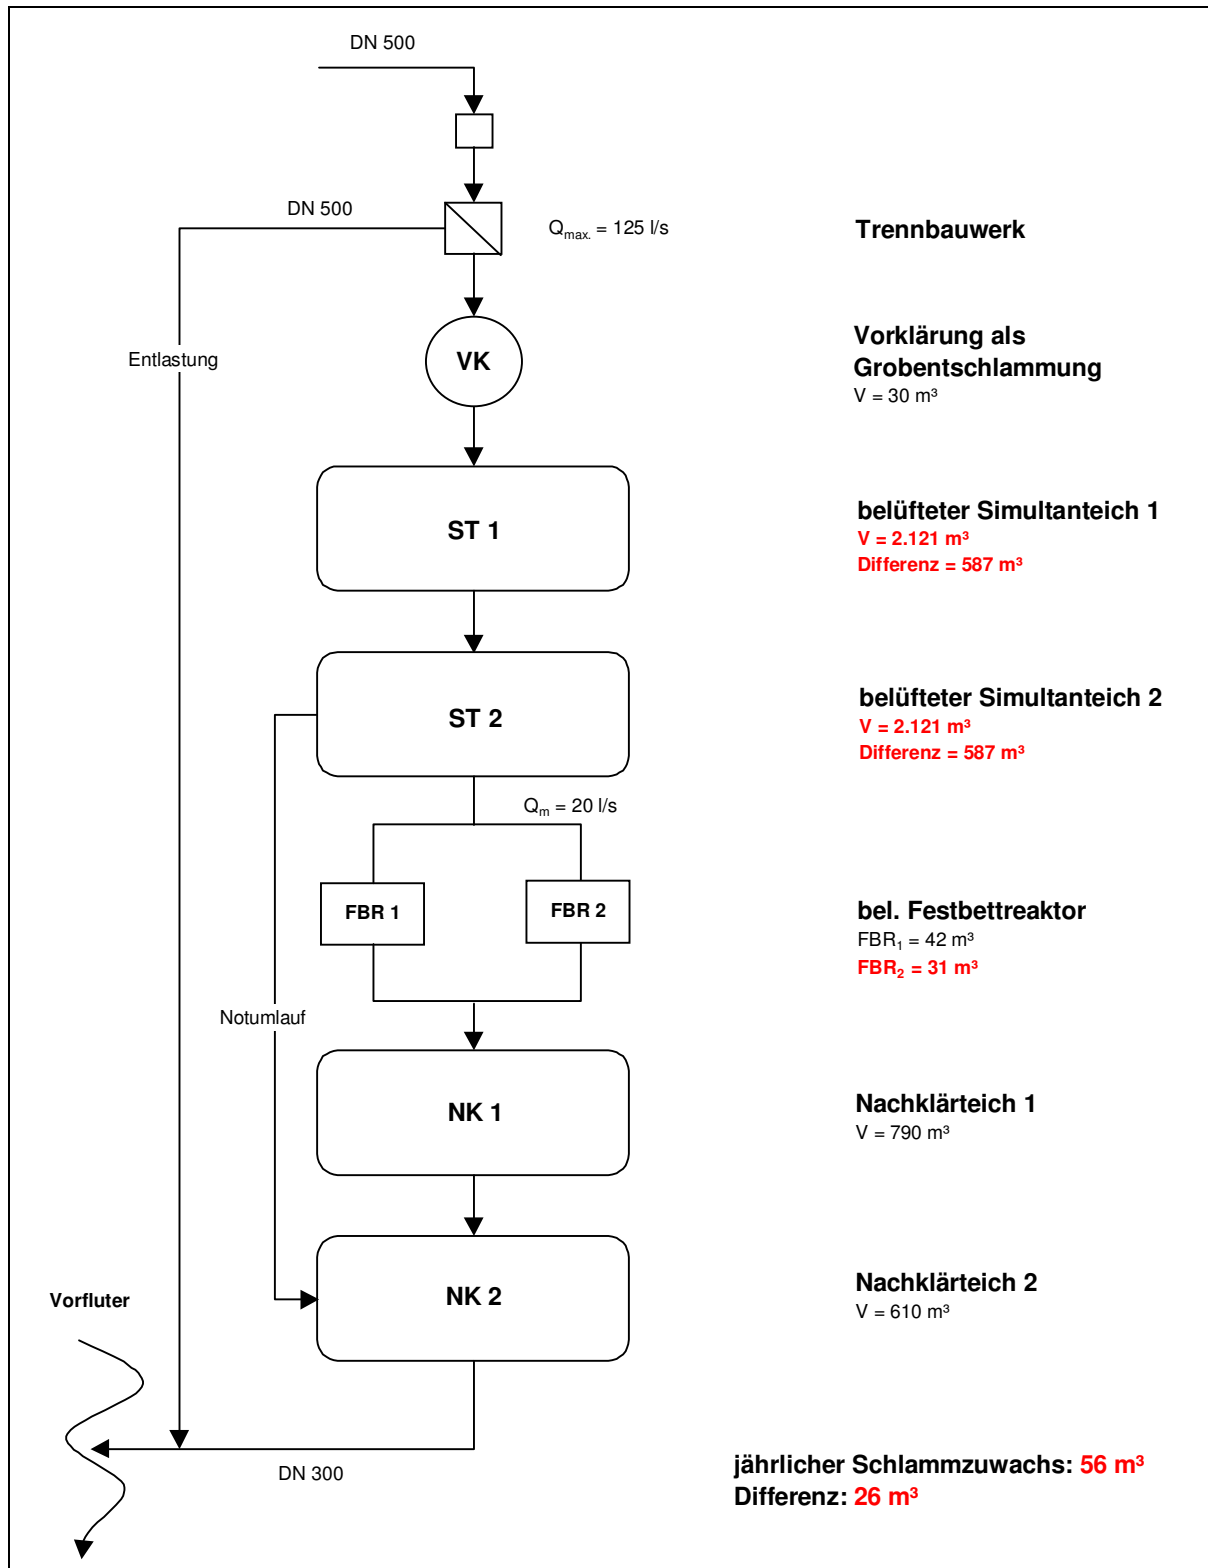 DN 500
DN 500
Qmax. = 125 l/s
Trennbauwerk
Entlastung
VK
Vorklärung als
Grobentschlammung
V = 30 m³
ST 1
belüfteter Simultanteich 1
V = 2.121 m³
Differenz = 587 m³
ST 2
belüfteter Simultanteich 2
V = 2.121 m³
Differenz = 587 m³
Qm = 20 l/s
FBR 1
FBR 2
bel. Festbettreaktor
FBR₁ = 42 m³
FBR₂ = 31 m³
Notumlauf
NK 1
Nachklärteich 1
V = 790 m³
NK 2
Nachklärteich 2
V = 610 m³
Vorfluter
DN 300
jährlicher Schlammzuwachs: 56 m³
Differenz: 26 m³